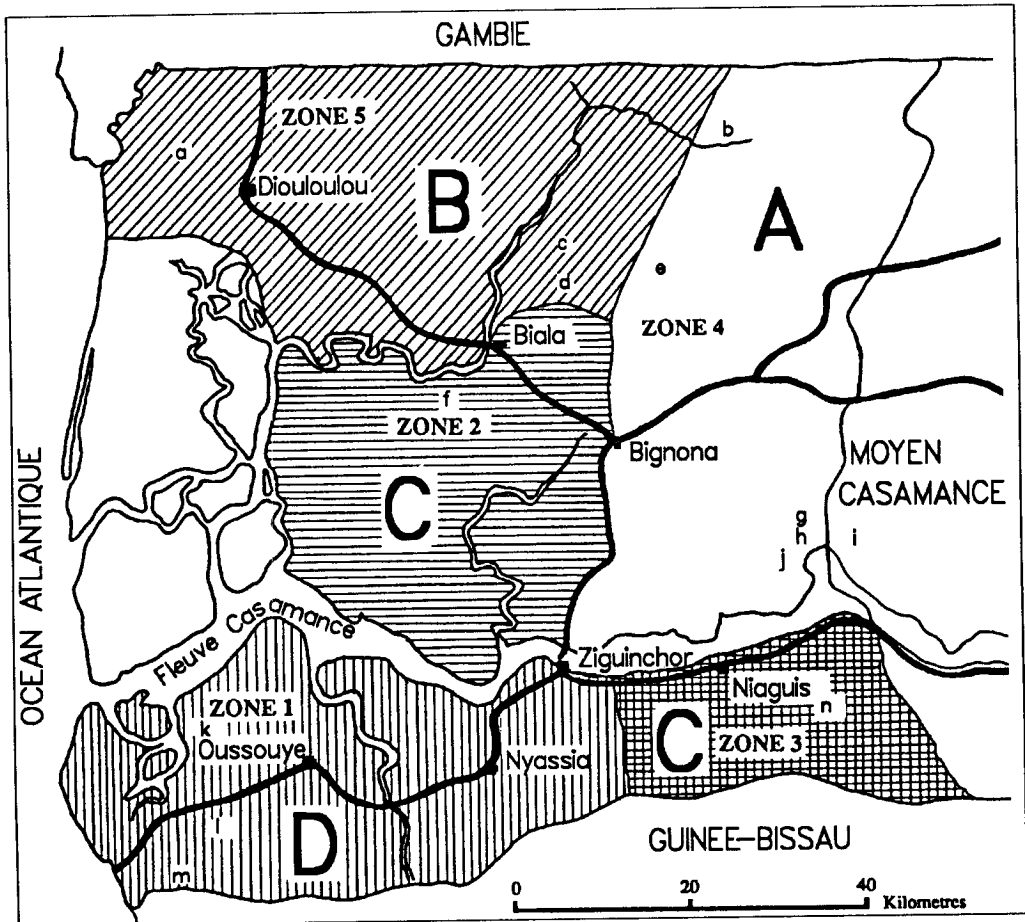 GAMBIE
ZONE 5
a
b
Diouloulou
B
A
c
e
d
ZONE 4
Biala
f
ZONE 2
Bignona
C
MOYEN
CASAMANCE
g
h
i
j
OCEAN ATLANTIQUE
Fleuve Casamance
Ziguinchor
ZONE 1
k
Oussouye
Niaguis
n
C
ZONE 3
Nyassia
l
D
m
GUINEE-BISSAU
0
20
40
Kilometres